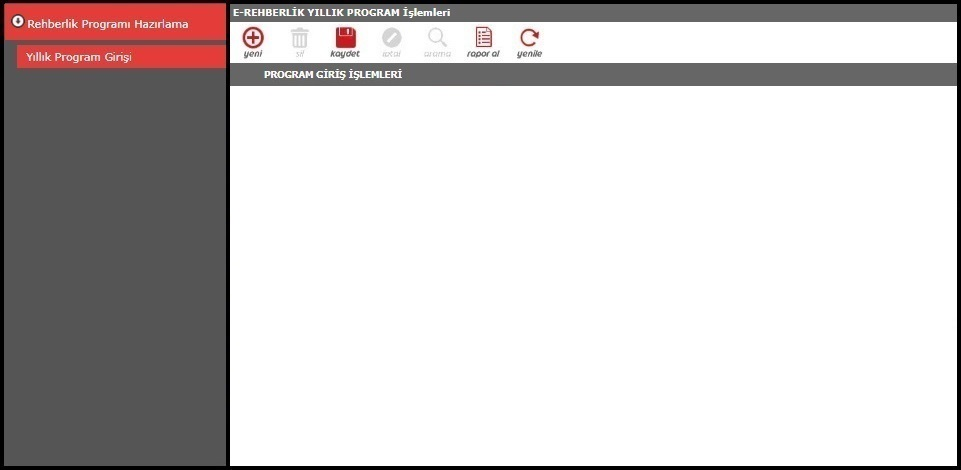 Rehberlik Programı Hazırlama
Yıllık Program Girişi
E-REHBERLİK YILLIK PROGRAM İşlemleri
yeni sil kaydet iptal arama rapor al yenile
PROGRAM GİRİŞ İŞLEMLERİ